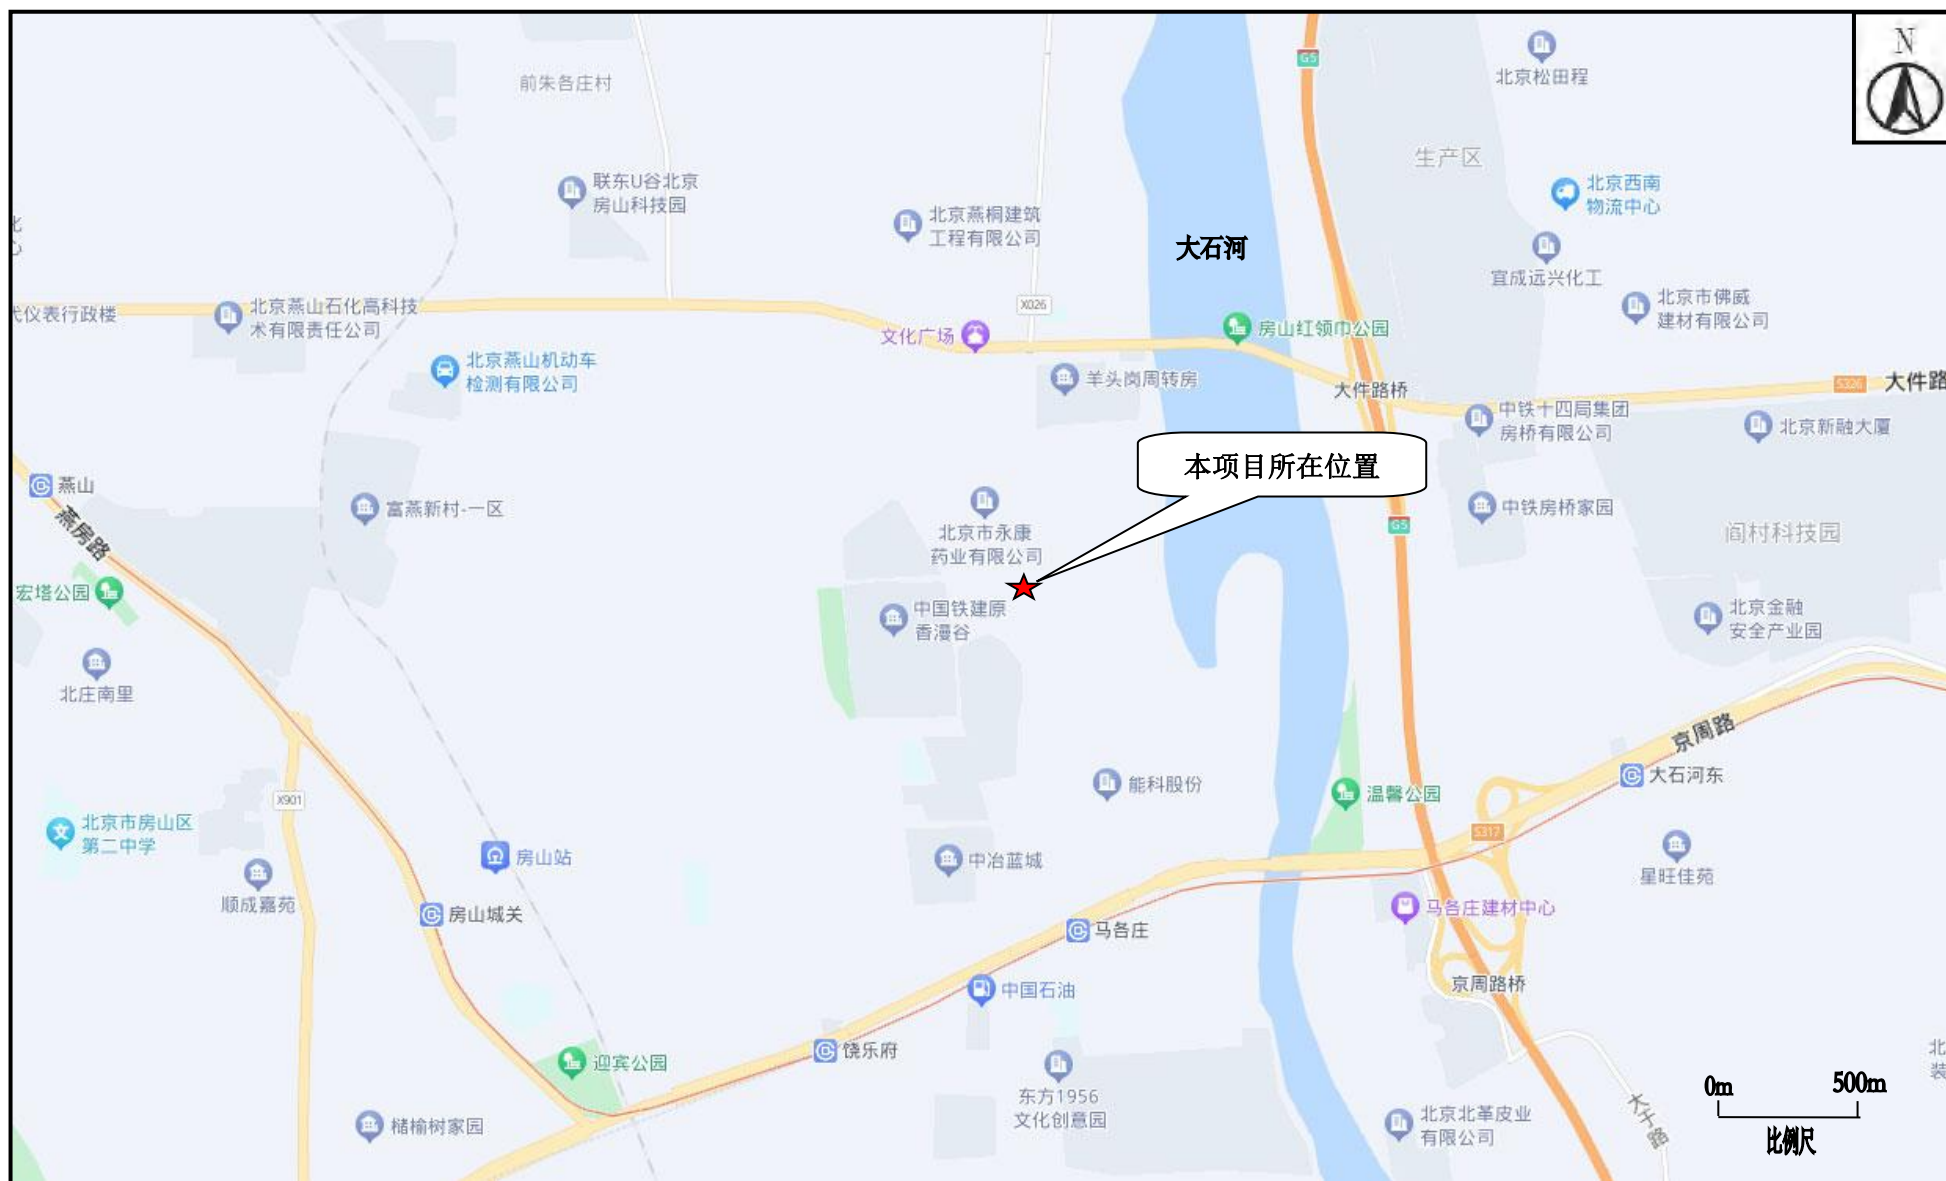 N
G5
北京松田程
前朱各庄村
生产区
联东U谷北京
房山科技园
北京西南
物流中心
北京燕桐建筑
工程有限公司
大石河
宜成远兴化工
北京市佛威
建材有限公司
北京燕山石化高科技
术有限责任公司
X026
仪表行政楼
文化广场
房山红领巾公园
北京燕山机动车
检测有限公司
羊头岗周转房
大件路桥
S326
大件路
中铁十四局集团
房桥有限公司
北京新融大厦
本项目所在位置
燕山
燕房路
富燕新村-一区
北京市永康
药业有限公司
中铁房桥家园
G5
阎村科技园
宏塔公园
中国铁建原
香漫谷
北京金融
安全产业园
北庄南里
京周路
大石河东
能科股份
温馨公园
X901
北京市房山区
第二中学
S317
房山站
中冶蓝城
星旺佳苑
顺成嘉苑
房山城关
马各庄
马各庄建材中心
京周路桥
中国石油
饶乐府
迎宾公园
北
装
东方1956
文化创意园
0m
500m
比例尺
槠榆树家园
北京北革皮业
有限公司
大于路